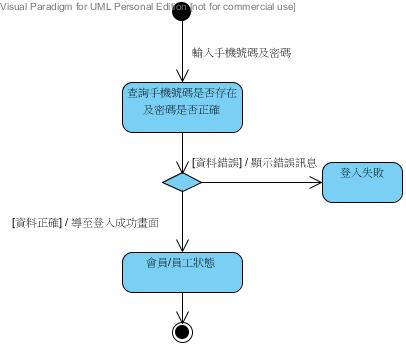 Visual Paradigm for UML Personal Edition [not for commercial use]
輸入手機號碼及密碼
查詢手機號碼是否存在
及密碼是否正確
[資料錯誤] / 顯示錯誤訊息
登入失敗
[資料正確] / 導至登入成功畫面
會員/員工狀態